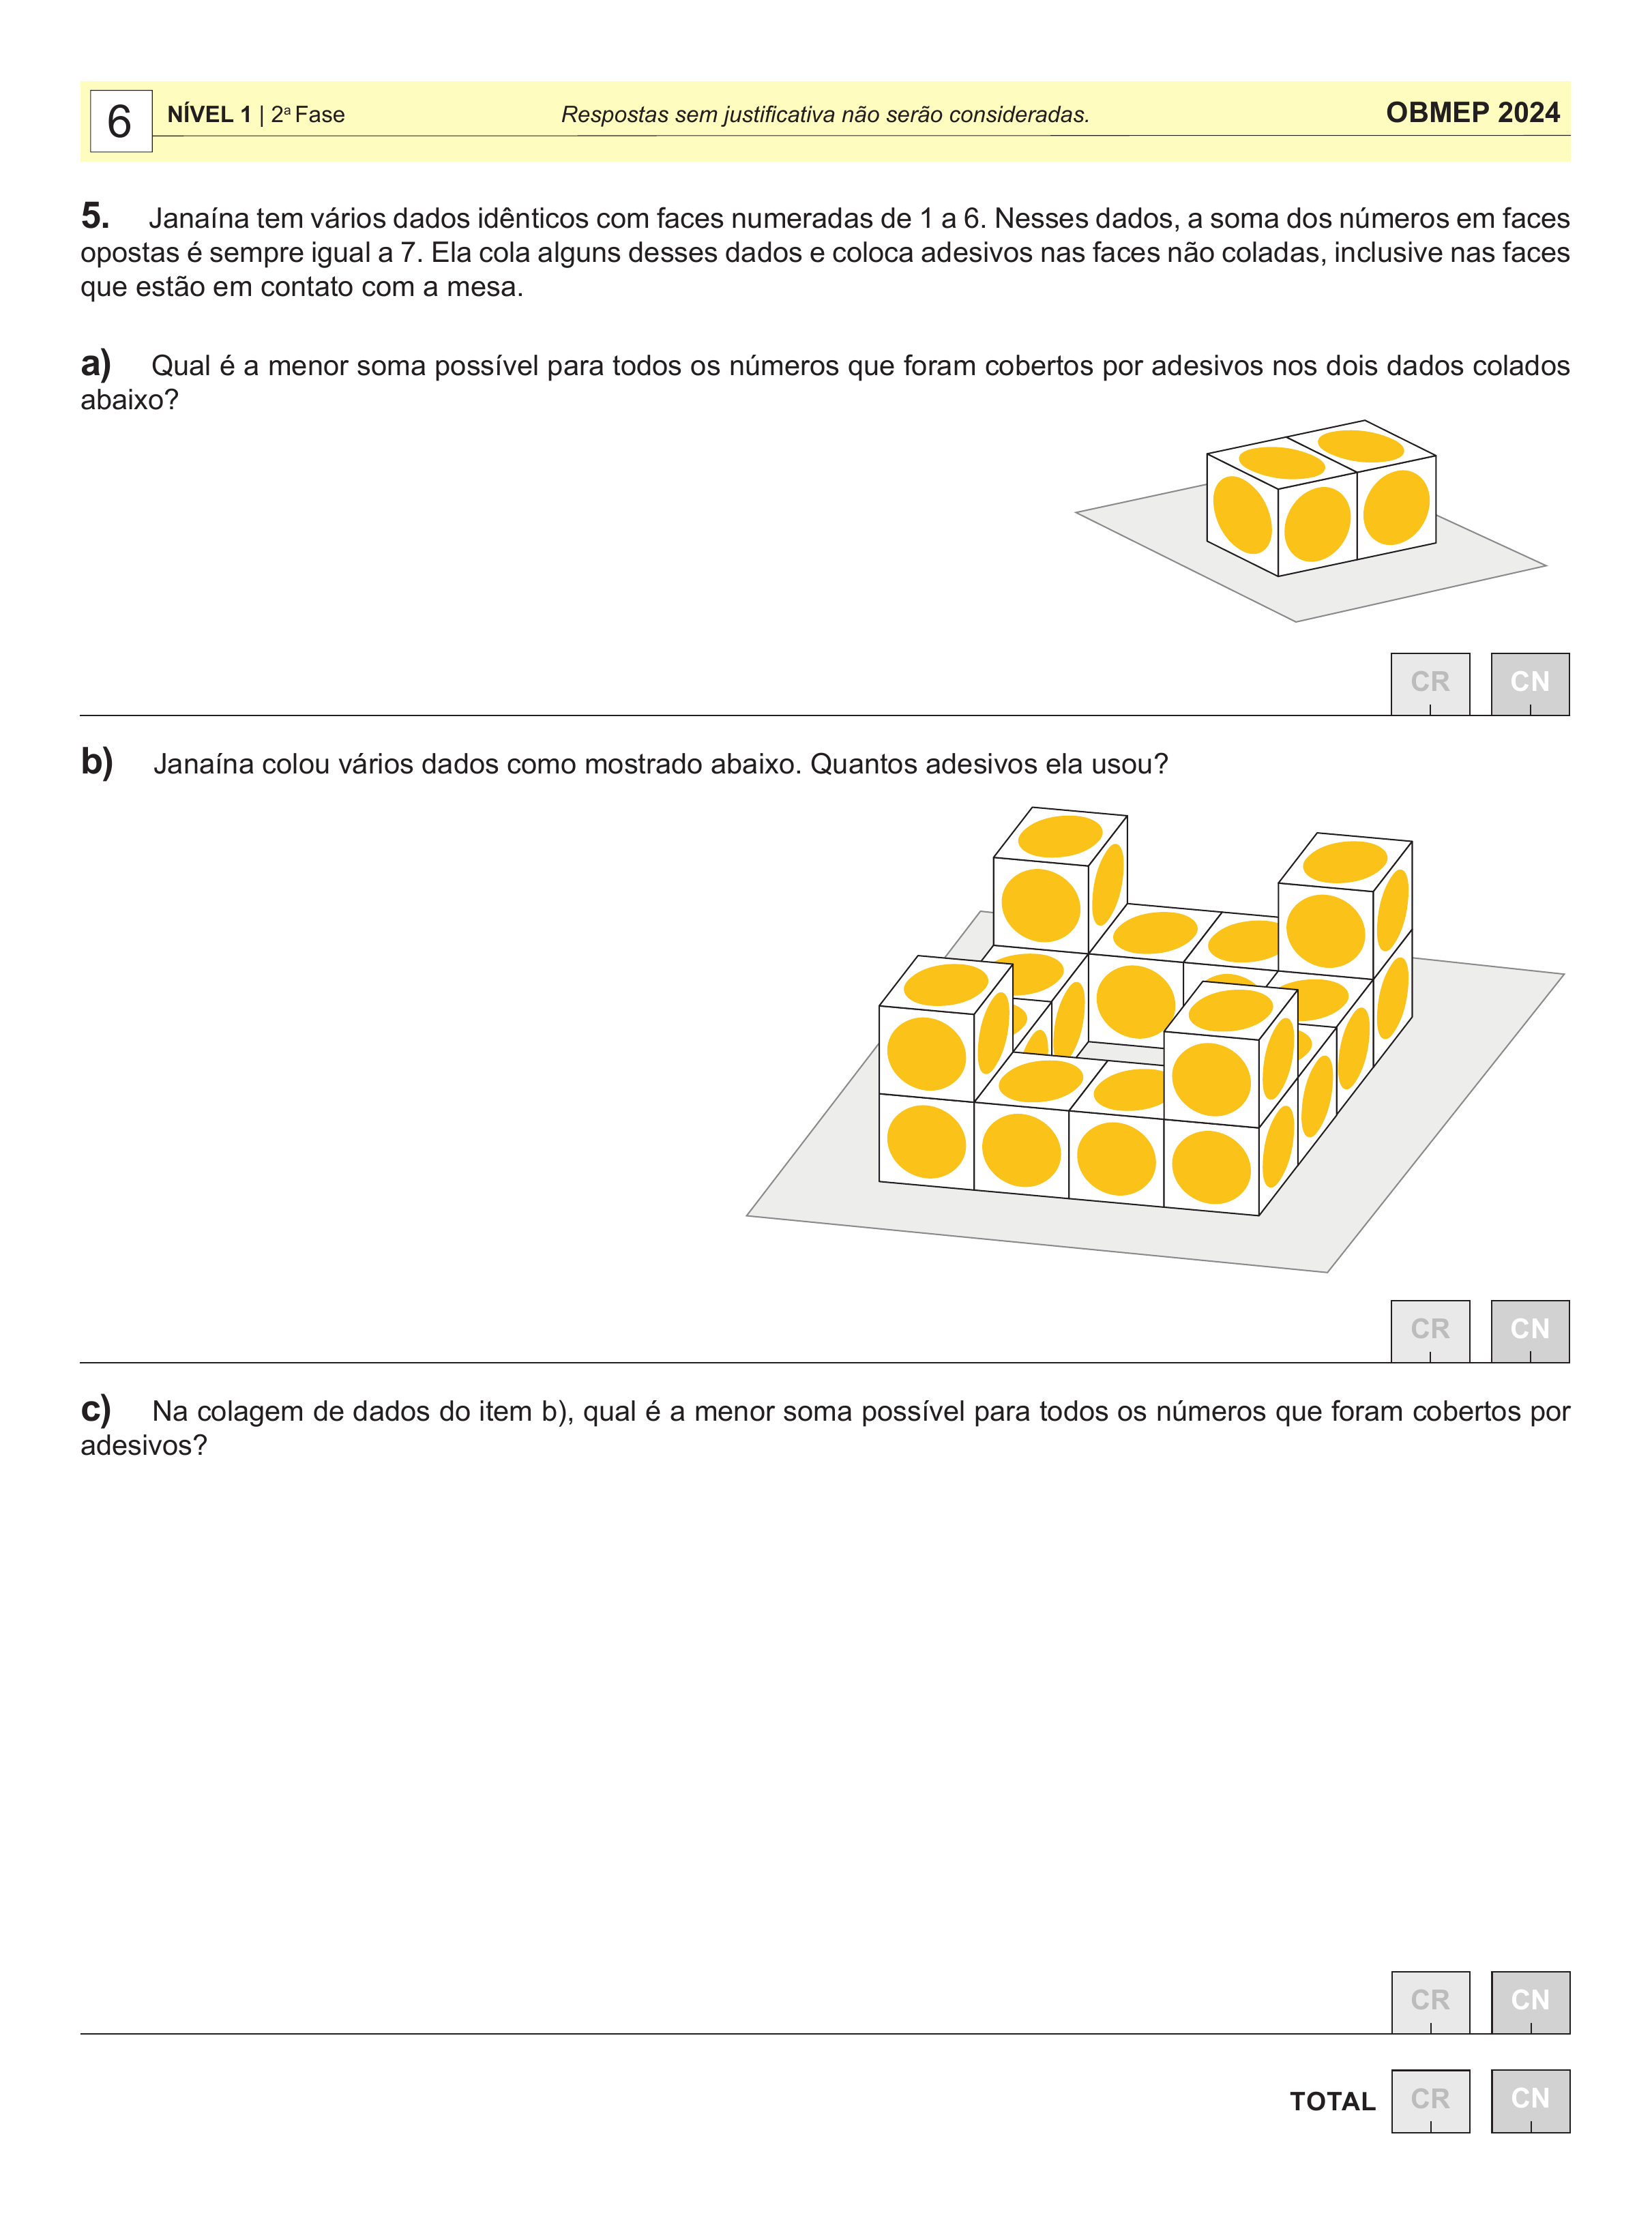 6 NÍVEL 1 | 2ª Fase Respostas sem justificativa não serão consideradas. OBMEP 2024
5. Janaína tem vários dados idênticos com faces numeradas de 1 a 6. Nesses dados, a soma dos números em faces
opostas é sempre igual a 7. Ela cola alguns desses dados e coloca adesivos nas faces não coladas, inclusive nas faces
que estão em contato com a mesa.
a) Qual é a menor soma possível para todos os números que foram cobertos por adesivos nos dois dados colados
abaixo?
CR CN
b) Janaína colou vários dados como mostrado abaixo. Quantos adesivos ela usou?
CR CN
c) Na colagem de dados do item b), qual é a menor soma possível para todos os números que foram cobertos por
adesivos?
CR CN
TOTAL CR CN